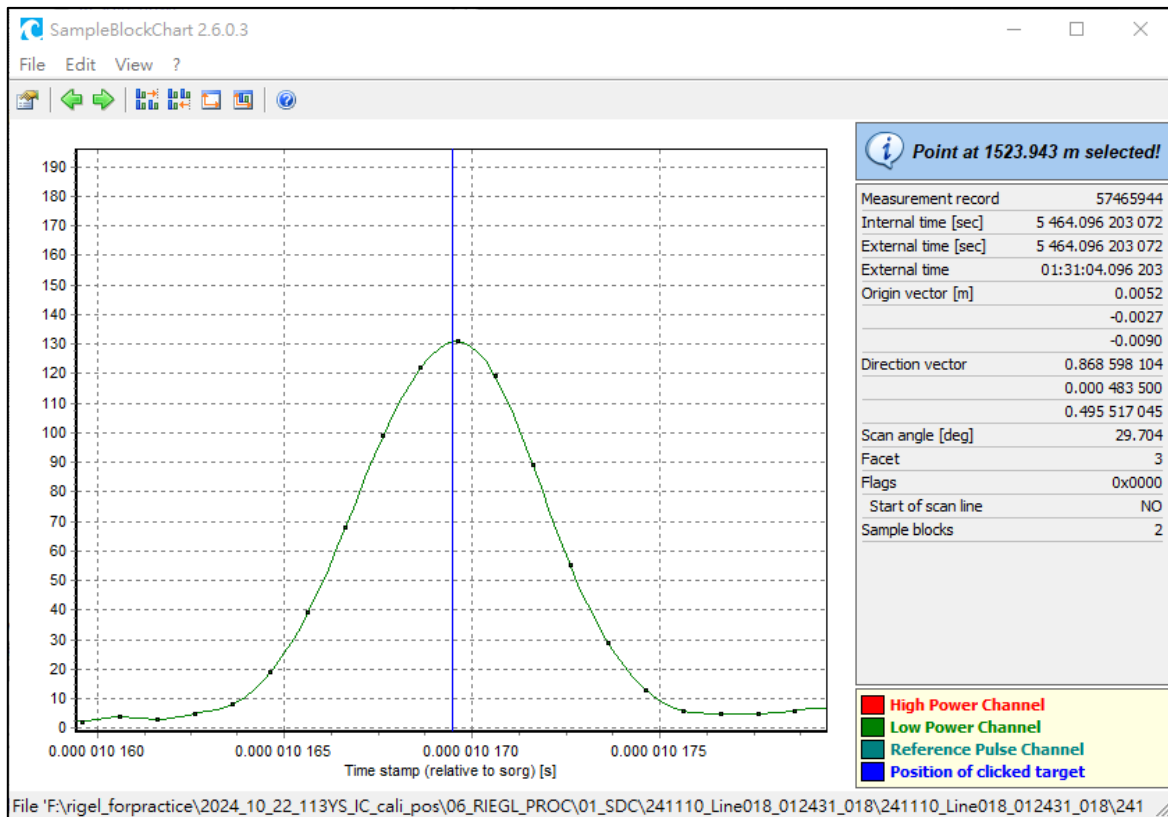 SampleBlockChart 2.6.0.3
File Edit View ?
190
180
170
160
150
140
130
120
110
100
90
80
70
60
50
40
30
20
10
0
0.000 010 160 0.000 010 165 0.000 010 170 0.000 010 175
Time stamp (relative to sorg) [s]
Point at 1523.943 m selected!
Measurement record 57465944
Internal time [sec] 5 464.096 203 072
External time [sec] 5 464.096 203 072
External time 01:31:04.096 203
Origin vector [m] 0.0052
-0.0027
-0.0090
Direction vector 0.868 598 104
0.000 483 500
0.495 517 045
Scan angle [deg] 29.704
Facet 3
Flags 0x0000
Start of scan line NO
Sample blocks 2
High Power Channel
Low Power Channel
Reference Pulse Channel
Position of clicked target
File 'F:\rigel_forpractice\2024_10_22_113YS_IC_cali_pos\06_RIEGL_PROC\01_SDC\241110_Line018_012431_018\241110_Line018_012431_018\241